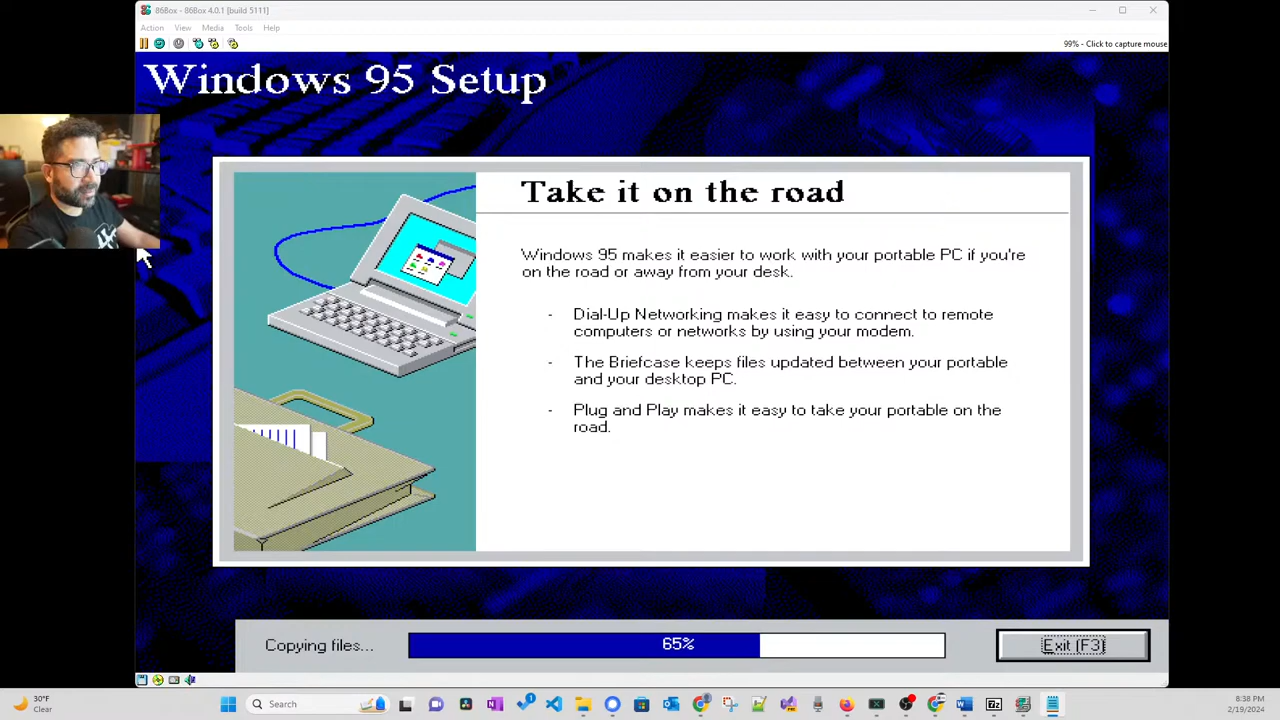 86Box - 86Box 4.0.1 [build 5111]
Action View Media Tools Help
99% - Click to capture mouse
Windows 95 Setup
Take it on the road
Windows 95 makes it easier to work with your portable PC if you're
on the road or away from your desk.
- Dial-Up Networking makes it easy to connect to remote
computers or networks by using your modem.
- The Briefcase keeps files updated between your portable
and your desktop PC.
- Plug and Play makes it easy to take your portable on the
road.
Copying files...
65%
Exit (F3)
30°F
Clear
Search
1
Zz
8:38 PM
2/19/2024